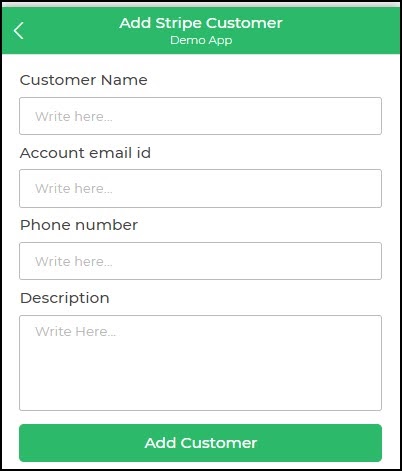 Add Stripe Customer
Demo App
Customer Name
Write here...
Account email id
Write here...
Phone number
Write here...
Description
Write Here...
Add Customer